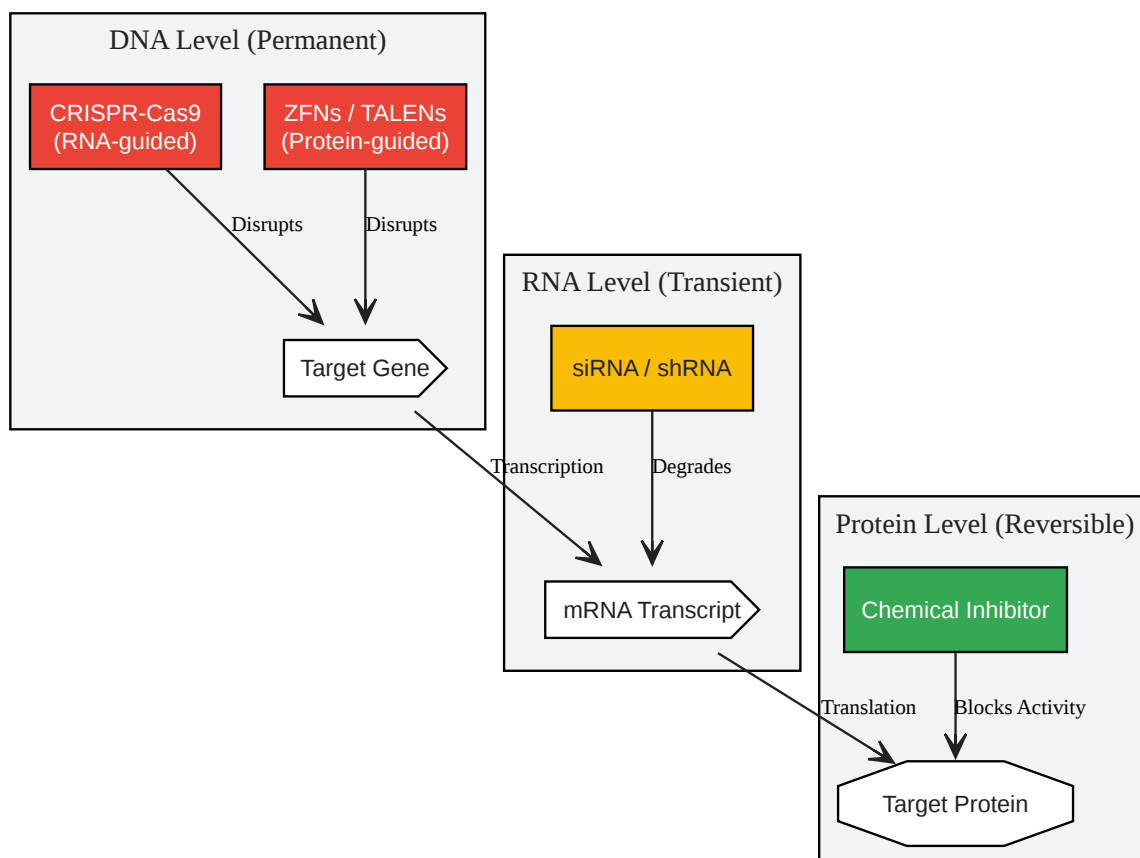 DNA Level (Permanent)
CRISPR-Cas9
(RNA-guided)
ZFNs / TALENs
(Protein-guided)
Disrupts
Disrupts
Target Gene
RNA Level (Transient)
siRNA / shRNA
Transcription
Degrades
mRNA Transcript
Protein Level (Reversible)
Chemical Inhibitor
Translation
Blocks Activity
Target Protein